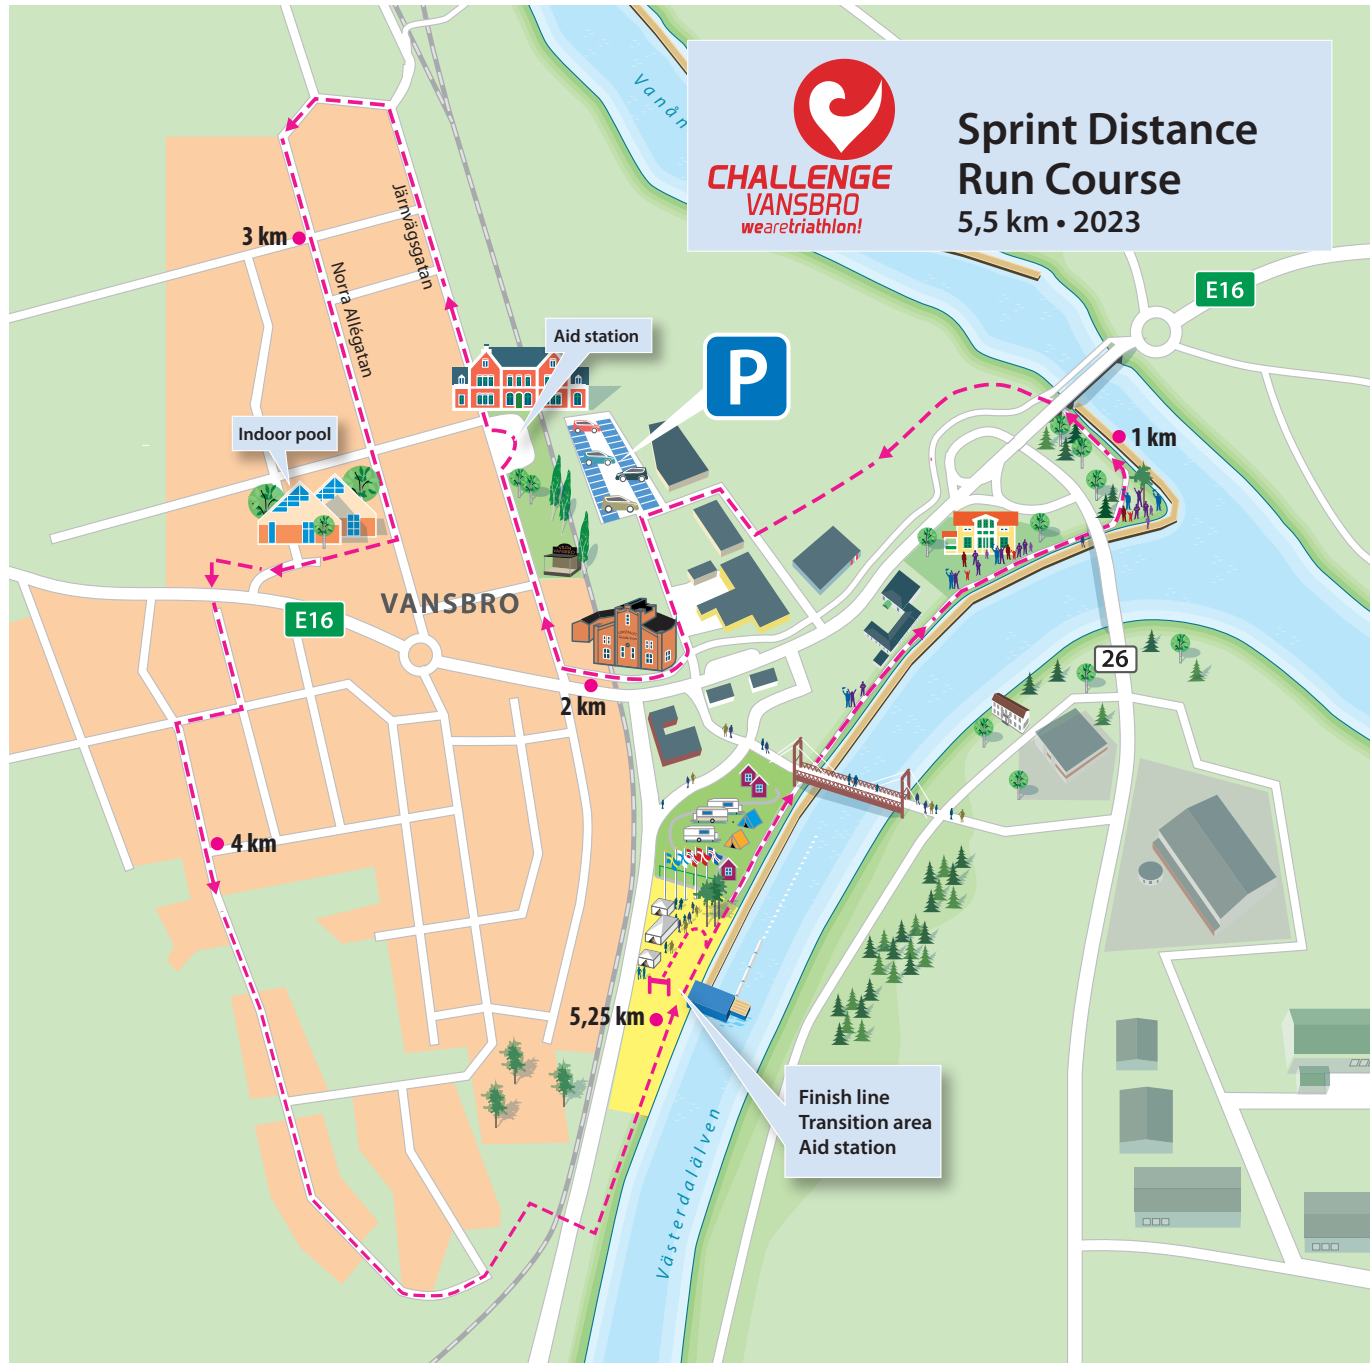 Vanån
CHALLENGE
VANSBRO
wearetriathlon!
Sprint Distance
Run Course
5,5 km • 2023
E16
Järnvägsgatan
3 km
Norra Allégatan
Aid station
P
Indoor pool
1 km
VANSBRO
E16
26
2 km
4 km
5,25 km
Finish line
Transition area
Aid station
Västerdalälven